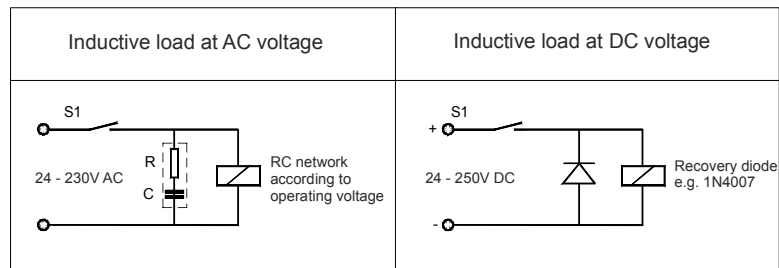 Inductive load at AC voltage
Inductive load at DC voltage
S1
R
C
24 - 230V AC
RC network
according to
operating voltage
S1
+
24 - 250V DC
-
Recovery diode
e.g. 1N4007